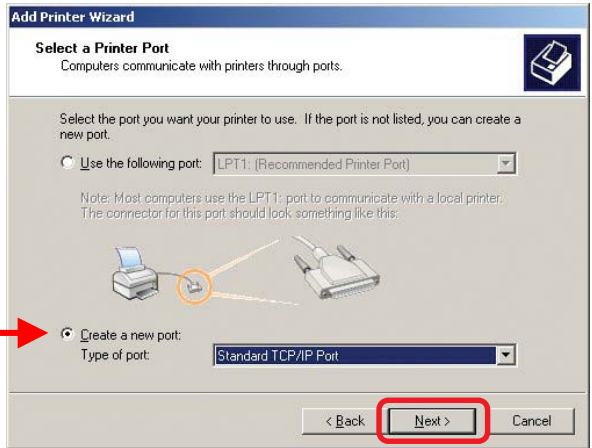 Add Printer Wizard
Select a Printer Port
Computers communicate with printers through ports.
Select the port you want your printer to use. If the port is not listed, you can create a
new port.
Use the following port: LPT1: (Recommended Printer Port)
Note: Most computers use the LPT1: port to communicate with a local printer.
The connector for this port should look something like this:
Create a new port:
Type of port: Standard TCP/IP Port
< Back Next > Cancel